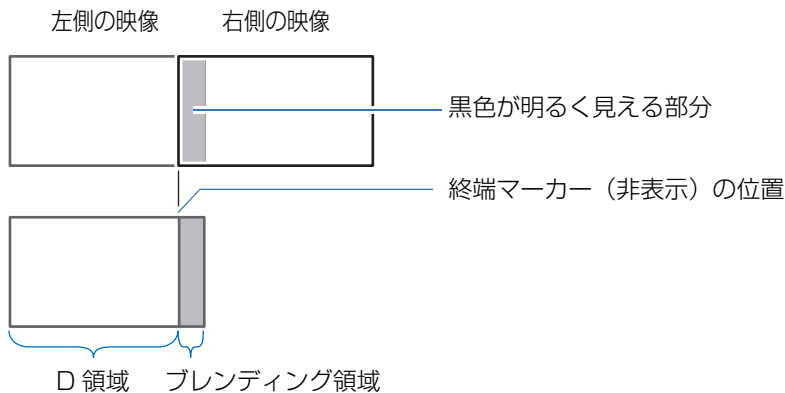 左側の映像
右側の映像
黒色が明るく見える部分
終端マーカー（非表示）の位置
D 領域
ブレンディング領域